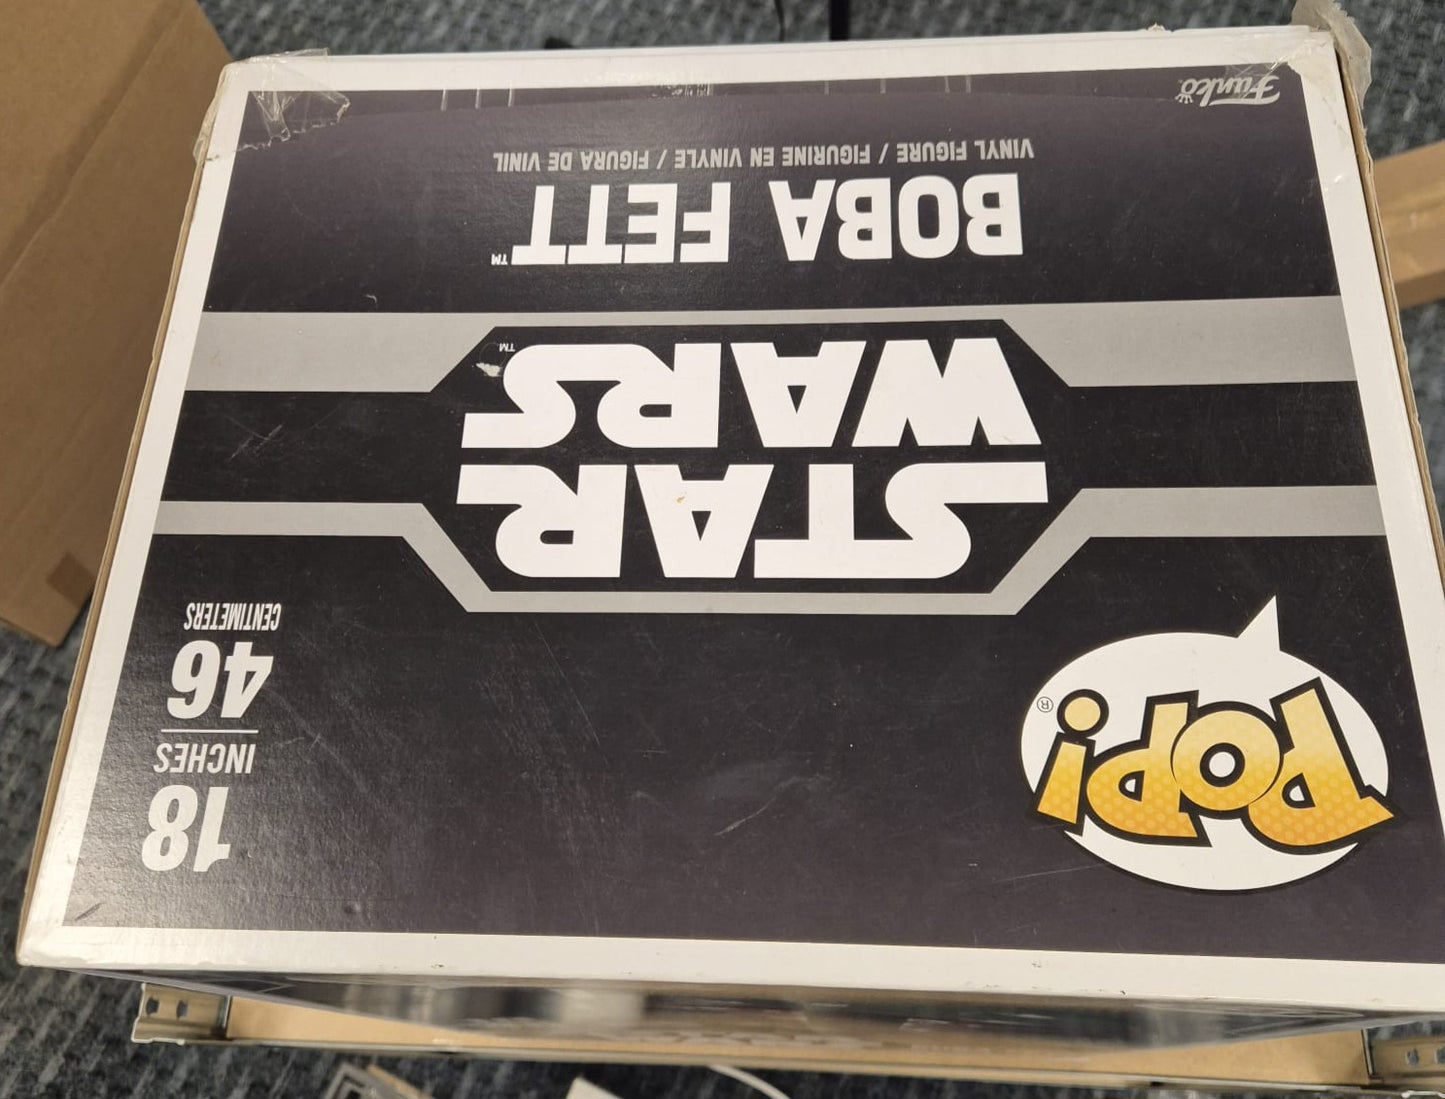 POP!®
18
INCHES
46
CENTIMETERS
STAR
WARS™
BOBA FETT™
VINYL FIGURE / FIGURINE EN VINYLE / FIGURA DE VINIL
Funko